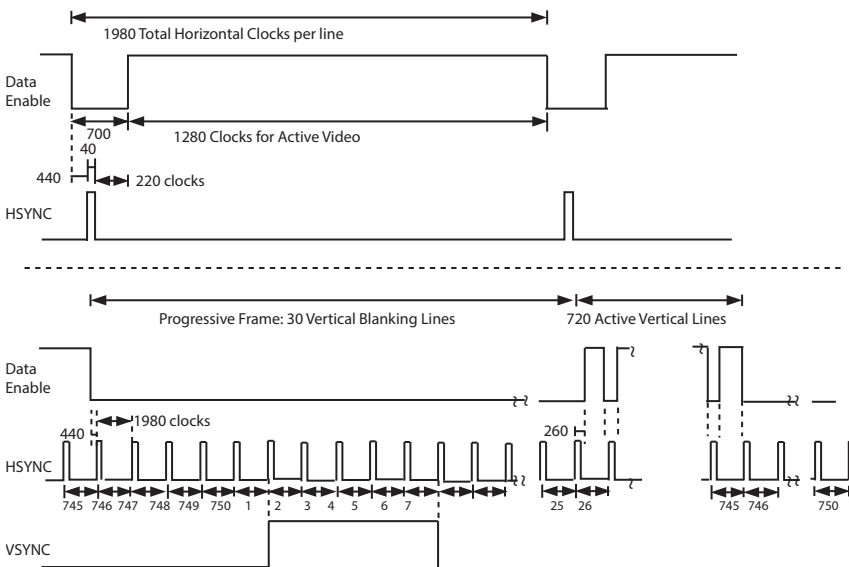 1980 Total Horizontal Clocks per line
Data
Enable
700
1280 Clocks for Active Video
40
440
220 clocks
HSYNC
Progressive Frame: 30 Vertical Blanking Lines
720 Active Vertical Lines
Data
Enable
1980 clocks
440
260
HSYNC
745 746 747 748 749 750 1 2 3 4 5 6 7 25 26 745 746 750
VSYNC